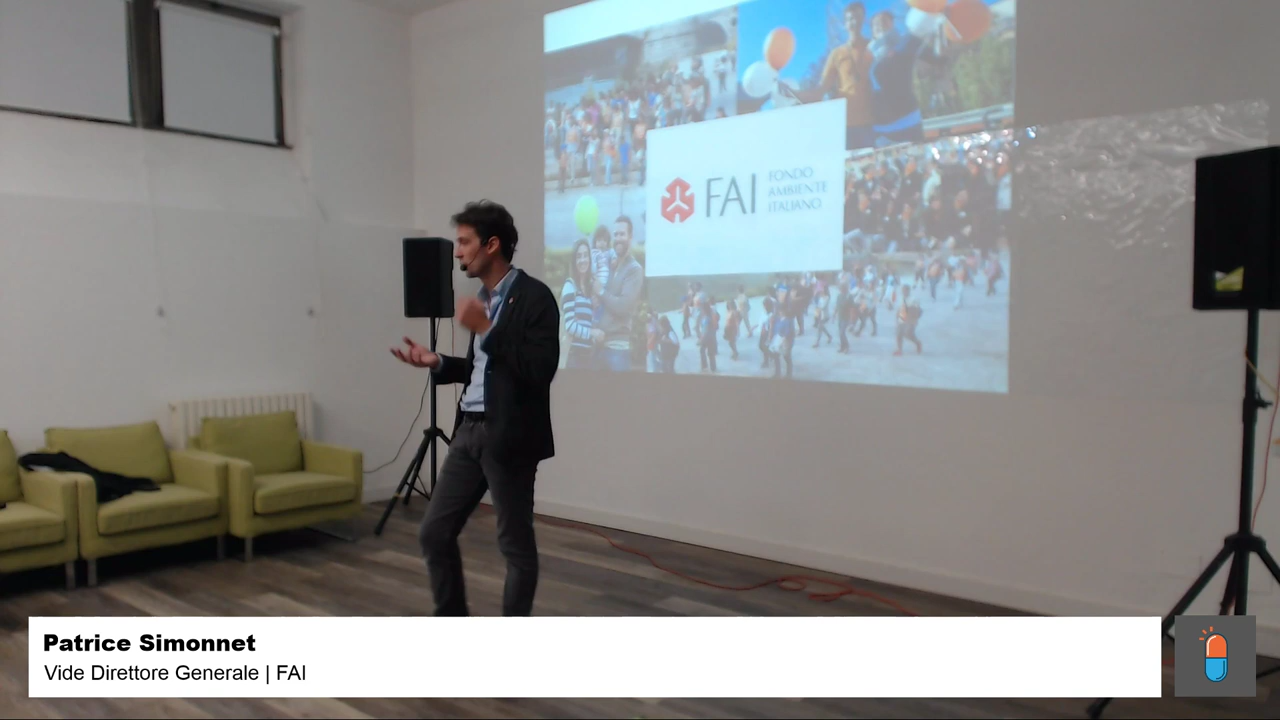 FAI
FONDO
AMBIENTE
ITALIANO
Patrice Simonnet
Vide Direttore Generale | FAI